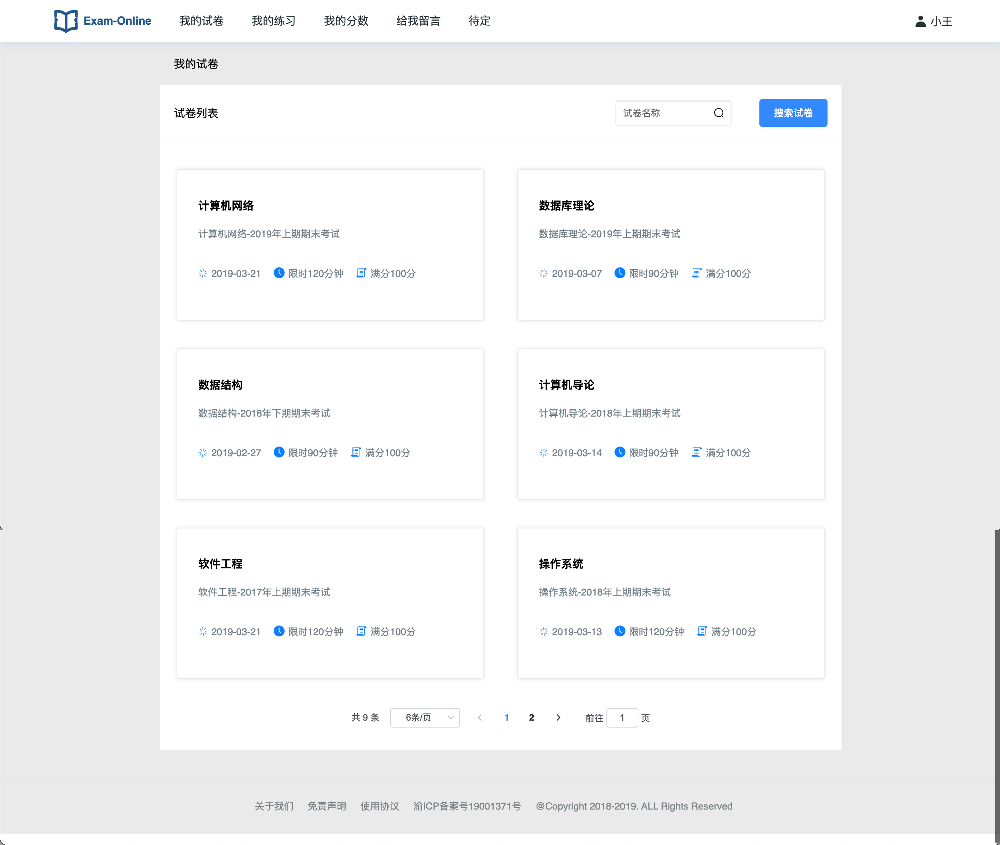 Exam-Online 我的试卷 我的练习 我的分数 给我留言 待定 小王
我的试卷
试卷列表 试卷名称 搜索试卷
计算机网络
计算机网络-2019年上期期末考试
2019-03-21 限时120分钟 满分100分
数据库理论
数据库理论-2019年上期期末考试
2019-03-07 限时90分钟 满分100分
数据结构
数据结构-2018年下期期末考试
2019-02-27 限时90分钟 满分100分
计算机导论
计算机导论-2018年上期期末考试
2019-03-14 限时90分钟 满分100分
软件工程
软件工程-2017年上期期末考试
2019-03-21 限时120分钟 满分100分
操作系统
操作系统-2018年上期期末考试
2019-03-13 限时120分钟 满分100分
共 9 条 6条/页 1 2 前往 1 页
关于我们 免责声明 使用协议 渝ICP备案号19001371号 @Copyright 2018-2019. ALL Rights Reserved